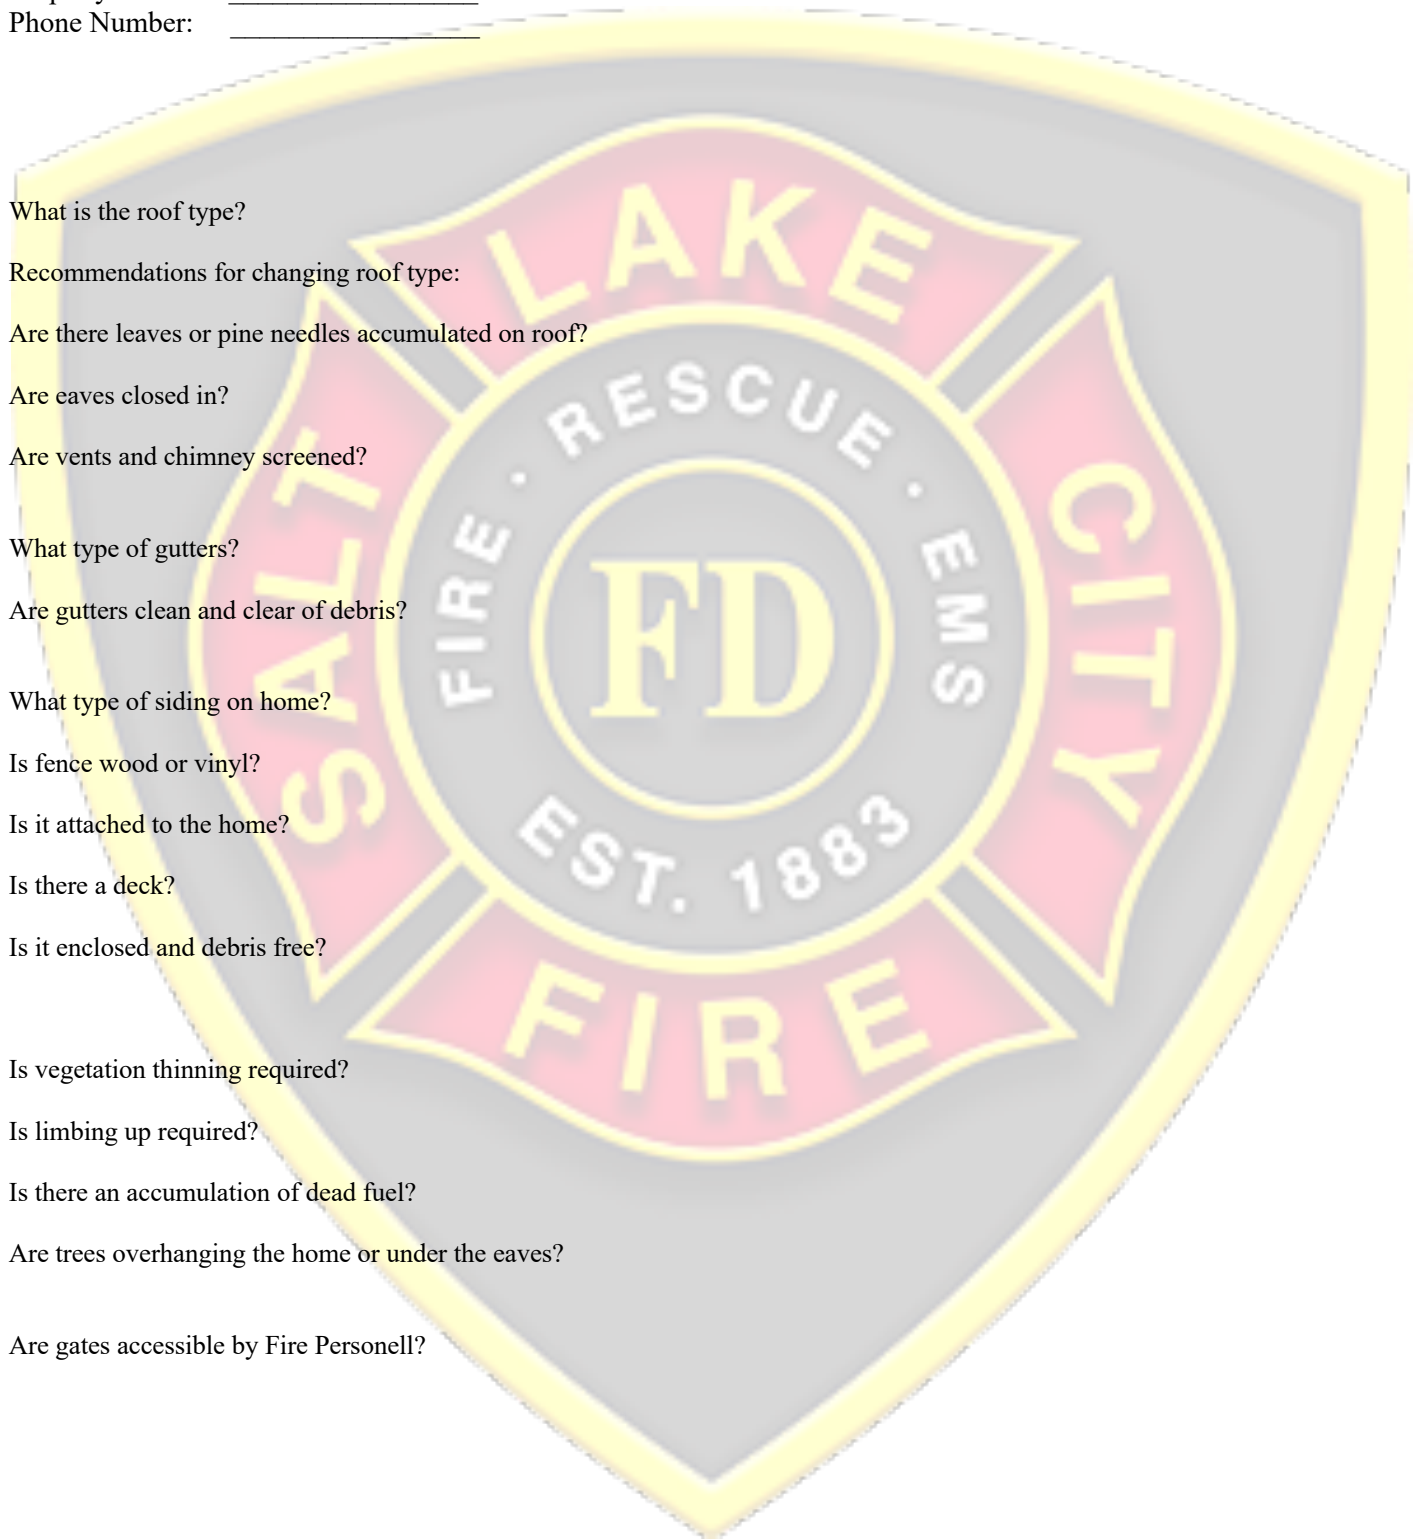 Phone Number: __________________
What is the roof type?
Recommendations for changing roof type:
Are there leaves or pine needles accumulated on roof?
Are eaves closed in?
Are vents and chimney screened?
What type of gutters?
Are gutters clean and clear of debris?
What type of siding on home?
Is fence wood or vinyl?
Is it attached to the home?
Is there a deck?
Is it enclosed and debris free?
Is vegetation thinning required?
Is limbing up required?
Is there an accumulation of dead fuel?
Are trees overhanging the home or under the eaves?
Are gates accessible by Fire Personell?
SALT
LAKE
CITY
FIRE
FIRE · RESCUE · EMS
FD
EST. 1883